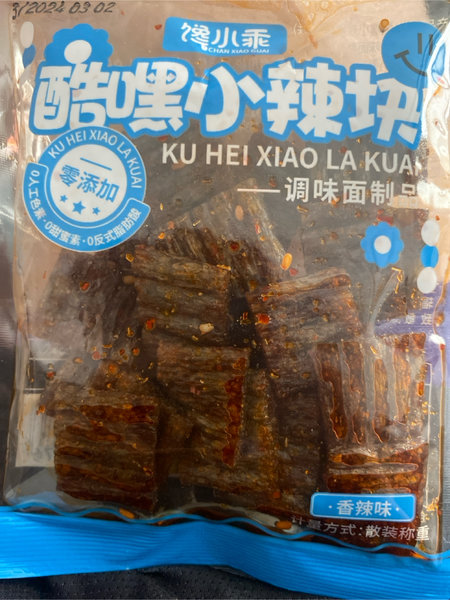 3/2024 03 02
馋小乖
CHAN XIAO GUAI
酷嘿小辣块
KU HEI XIAO LA KUAI
KU HEI XIAO LA KUAI
零添加
0人工色素·0甜蜜素·0反式脂肪酸
调味面制品
香辣味
计量方式:散装称重